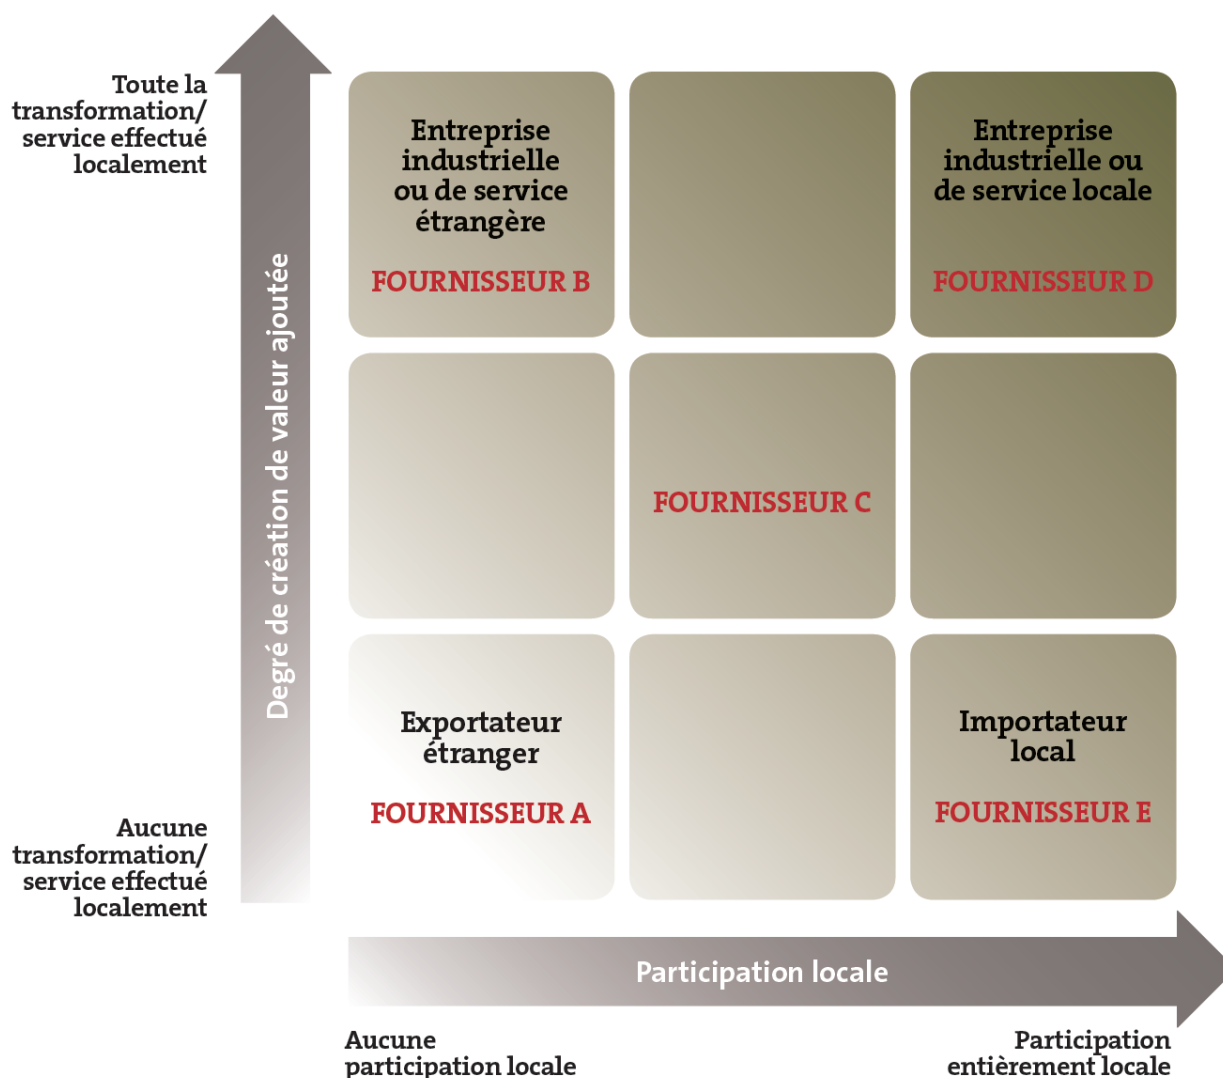 Toute la
transformation/
service effectué
localement
Degré de création de valeur ajoutée
Aucune
transformation/
service effectué
localement
Entreprise
industrielle
ou de service
étrangère
FOURNISSEUR B
Entreprise
industrielle ou
de service locale
FOURNISSEUR D
FOURNISSEUR C
Exportateur
étranger
FOURNISSEUR A
Importateur
local
FOURNISSEUR E
Participation locale
Aucune
participation locale
Participation
entièrement locale